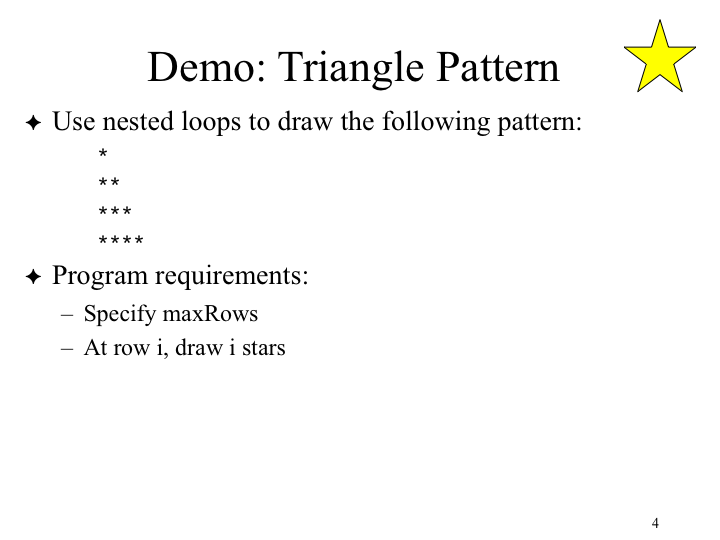 Demo: Triangle Pattern
✦ Use nested loops to draw the following pattern:
*
**
***
****
✦ Program requirements:
– Specify maxRows
– At row i, draw i stars
4